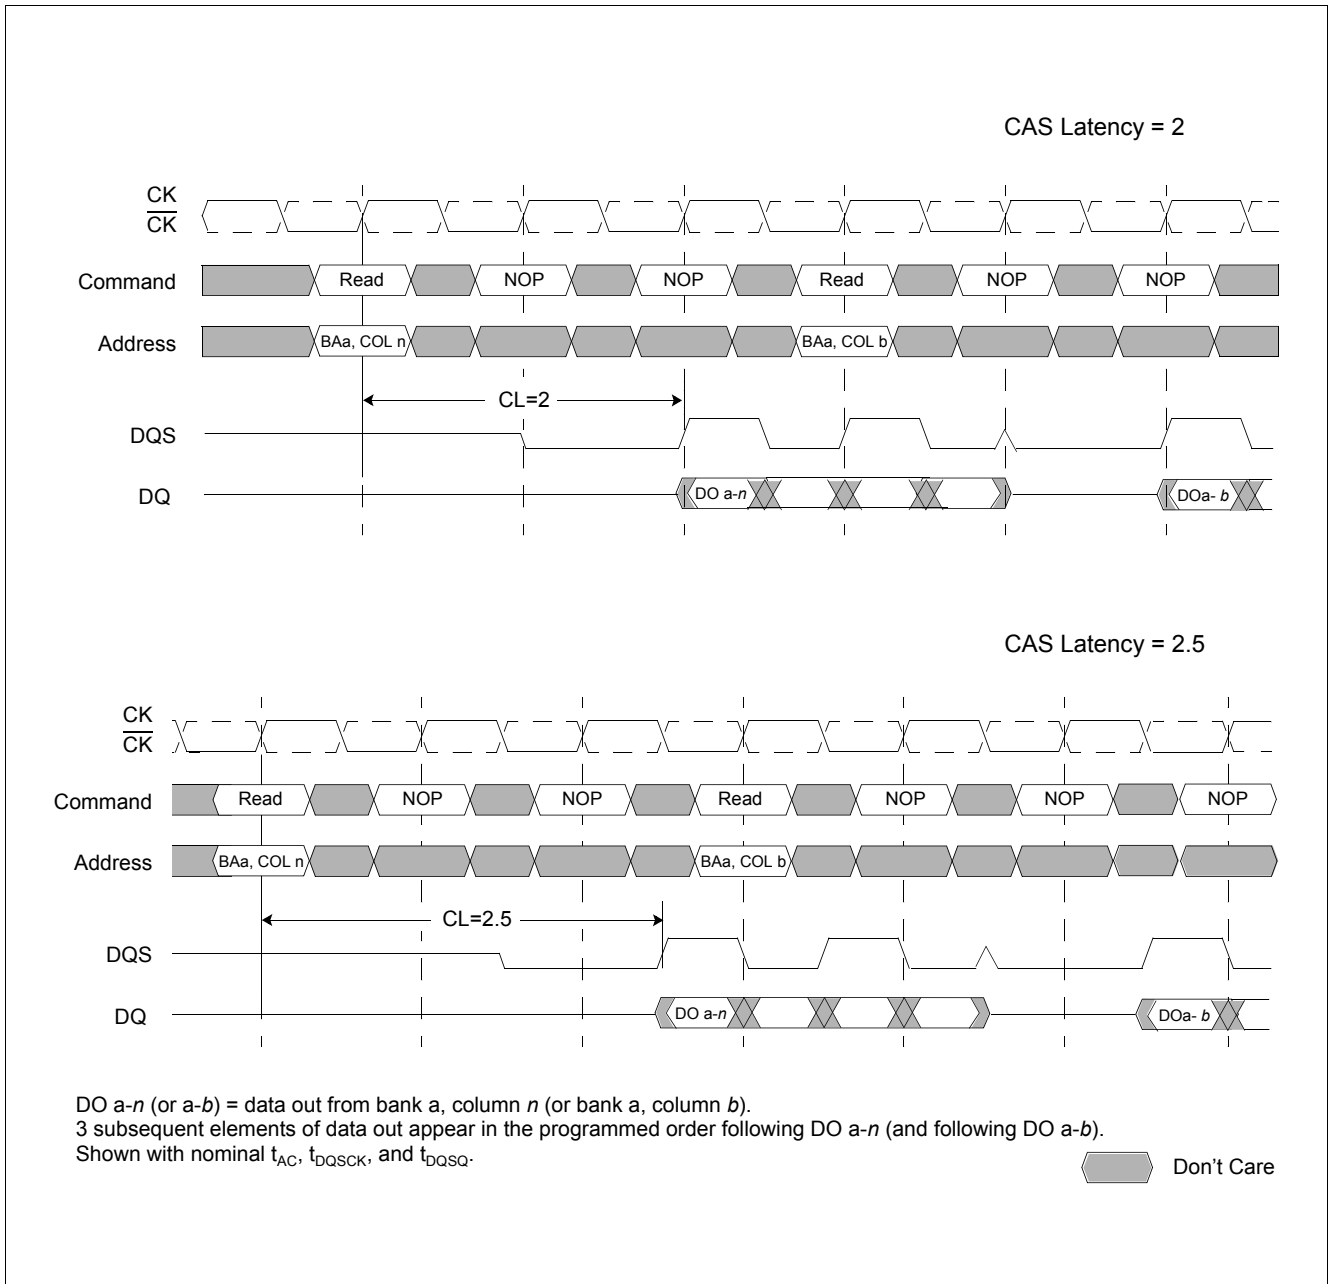 CAS Latency = 2
CK
CK
Command Read NOP NOP Read NOP NOP
Address BAa, COL n BAa, COL b
CL=2
DQS
DQ DO a-n DOa- b
CAS Latency = 2.5
CK
CK
Command Read NOP NOP Read NOP NOP NOP
Address BAa, COL n BAa, COL b
CL=2.5
DQS
DQ DO a-n DOa- b
DO a-n (or a-b) = data out from bank a, column n (or bank a, column b).
3 subsequent elements of data out appear in the programmed order following DO a-n (and following DO a-b).
Shown with nominal tAC, tDQSCK, and tDQSQ.
Don't Care